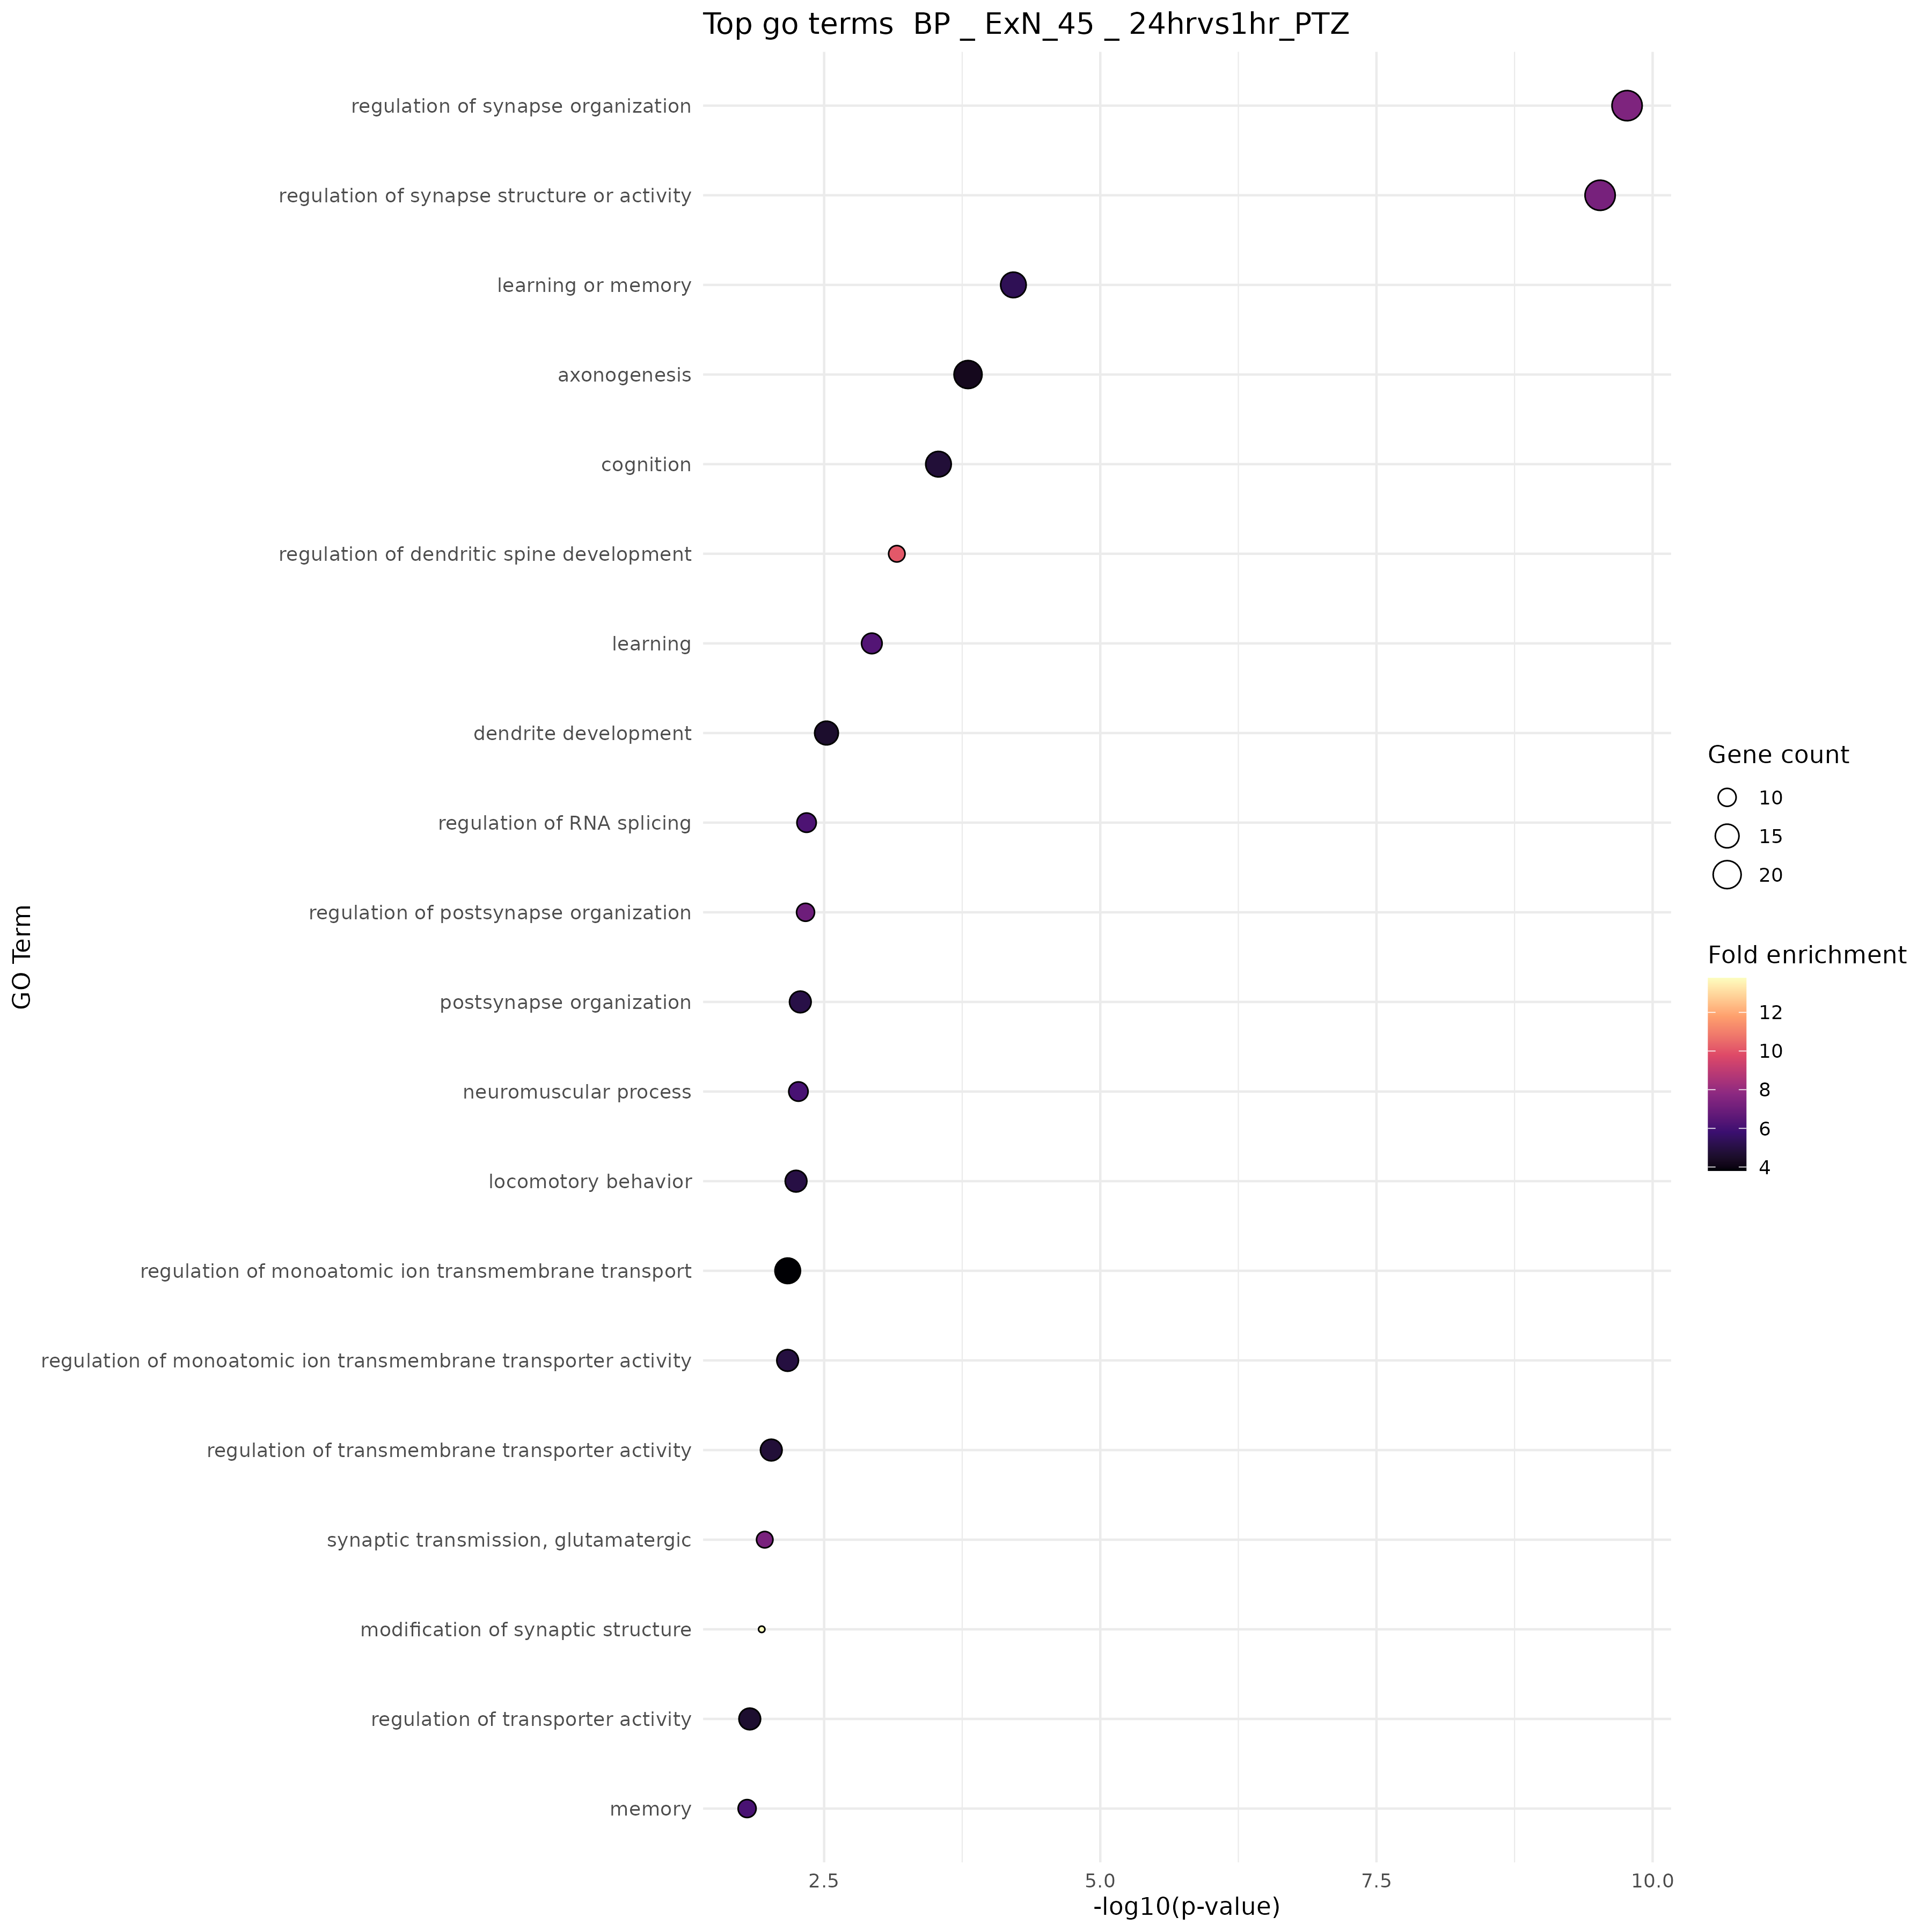 Top go terms  BP _ ExN_45 _ 24hrvs1hr_PTZ
regulation of synapse organization
regulation of synapse structure or activity
learning or memory
axonogenesis
cognition
regulation of dendritic spine development
learning
dendrite development
regulation of RNA splicing
regulation of postsynapse organization
postsynapse organization
neuromuscular process
locomotory behavior
regulation of monoatomic ion transmembrane transport
regulation of monoatomic ion transmembrane transporter activity
regulation of transmembrane transporter activity
synaptic transmission, glutamatergic
modification of synaptic structure
regulation of transporter activity
memory
GO Term
2.5
5.0
7.5
10.0
-log10(p-value)
Gene count
10
15
20
Fold enrichment
12
10
8
6
4